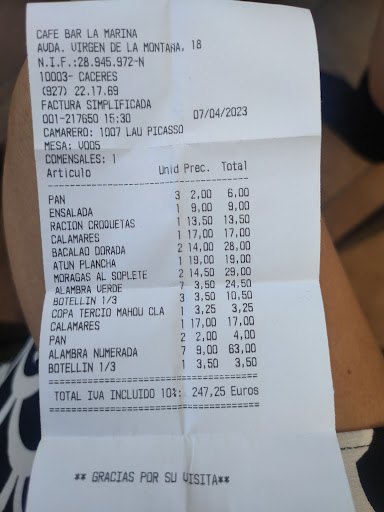 CAFE BAR LA MARINA
AVDA. VIRGEN DE LA MONTAÑA, 18
N.I.F.:28.945.972-N
10003- CACERES
(927) 22.17.69
FACTURA SIMPLIFICADA
001-217650 15:30 07/04/2023
CAMARERO: 1007 LAU PICASSO
MESA: V005
COMENSALES: 1
Articulo Unid Prec. Total
PAN 3 2,00 6,00
ENSALADA 1 9,00 9,00
RACION CROQUETAS 1 13,50 13,50
CALAMARES 1 17,00 17,00
BACALAO DORADA 2 14,00 28,00
ATUN PLANCHA 1 19,00 19,00
MORAGAS AL SOPLETE 2 14,50 29,00
ALAMBRA VERDE 7 3,50 24,50
BOTELLIN 1/3 3 3,50 10,50
COPA TERCIO MAHOU CLA 1 3,25 3,25
CALAMARES 1 17,00 17,00
PAN 2 2,00 4,00
ALAMBRA NUMERADA 7 9,00 63,00
BOTELLIN 1/3 1 3,50 3,50
TOTAL IVA INCLUIDO 10%: 247,25 Euros
** GRACIAS POR SU VISITA**